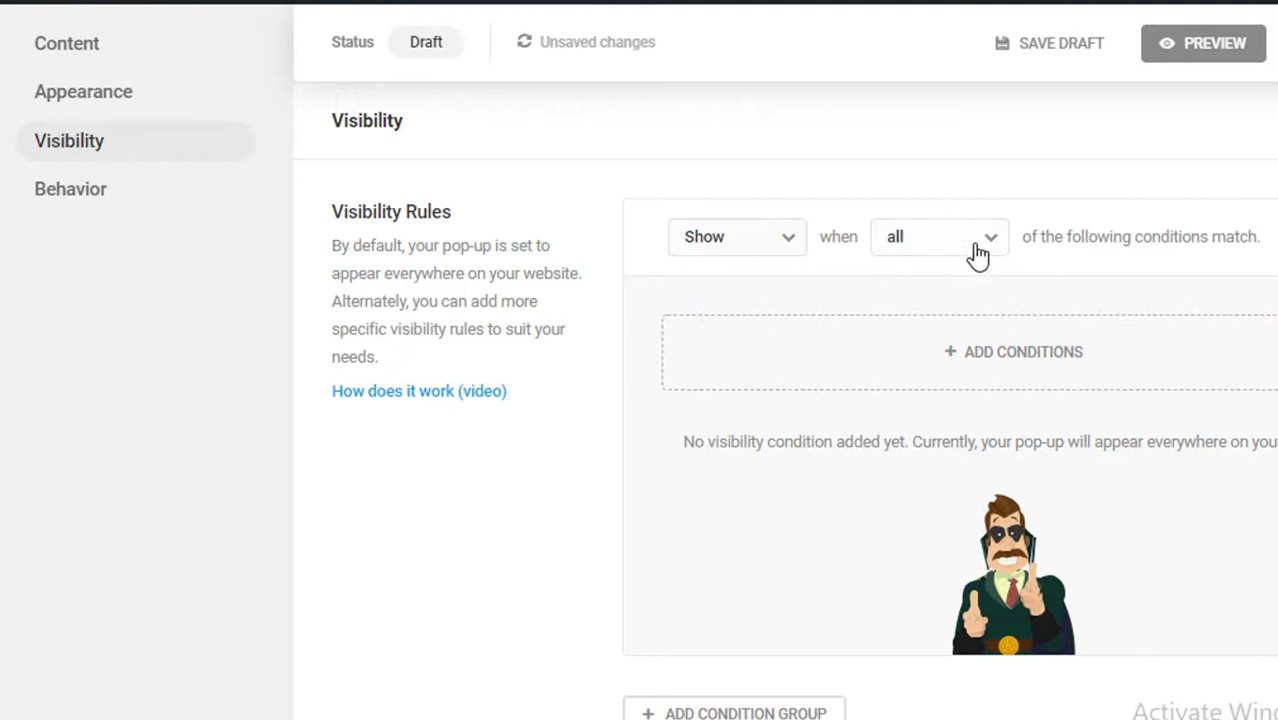 Content
Appearance
Visibility
Behavior
Status Draft Unsaved changes SAVE DRAFT PREVIEW
Visibility
Visibility Rules
By default, your pop-up is set to
appear everywhere on your website.
Alternately, you can add more
specific visibility rules to suit your
needs.
How does it work (video)
Show when all of the following conditions match.
+ ADD CONDITIONS
No visibility condition added yet. Currently, your pop-up will appear everywhere on
+ ADD CONDITION GROUP
Activate